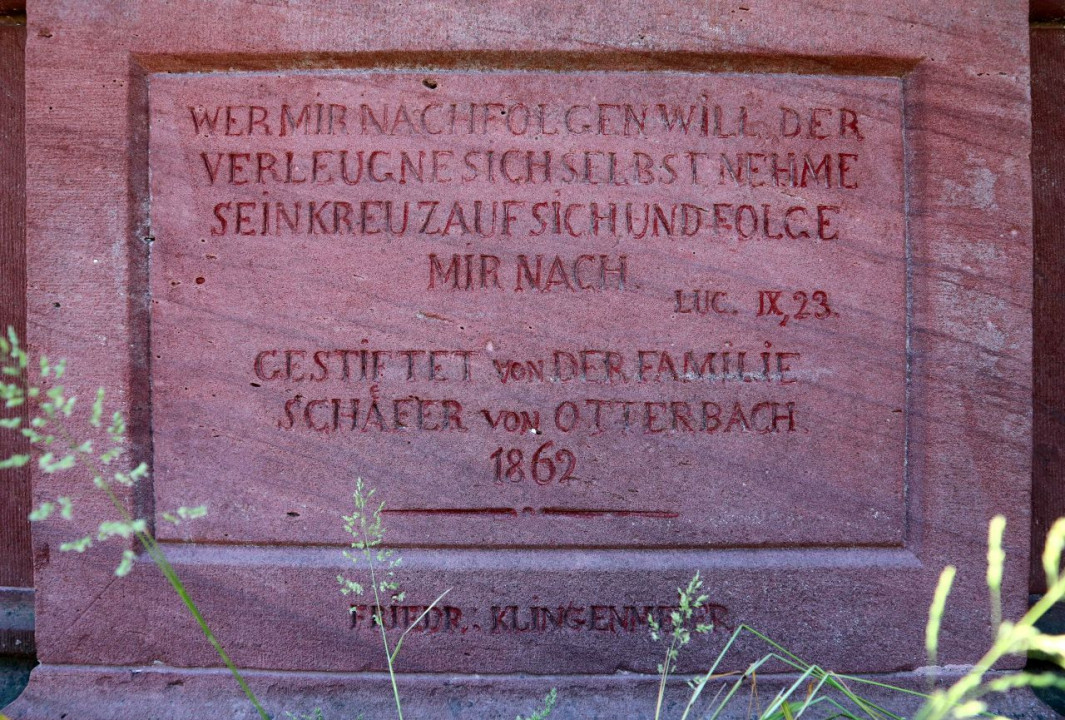 WER MIR NACHFOLGEN WILL DER
VERLEUGNE SICH SELBST NEHME
SEIN KREUZ AUF SICH UND FOLGE
MIR NACH.
LUC. IX, 23.
GESTIFTET VON DER FAMILIE
SCHÄFER VON OTTERBACH
1862
FRIEDR. KLINGENMEIER